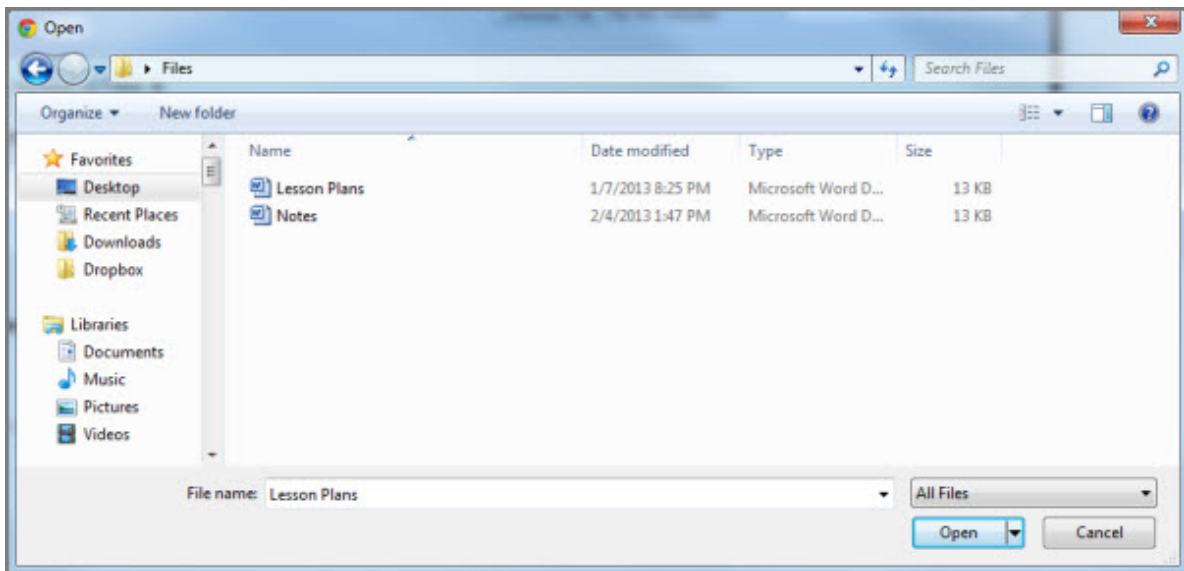 Open
Files
Search Files
Organize New folder
Name Date modified Type Size
Favorites
Desktop
Recent Places
Downloads
Dropbox
Libraries
Documents
Music
Pictures
Videos
Lesson Plans 1/7/2013 8:25 PM Microsoft Word D... 13 KB
Notes 2/4/2013 1:47 PM Microsoft Word D... 13 KB
File name: Lesson Plans All Files
Open Cancel